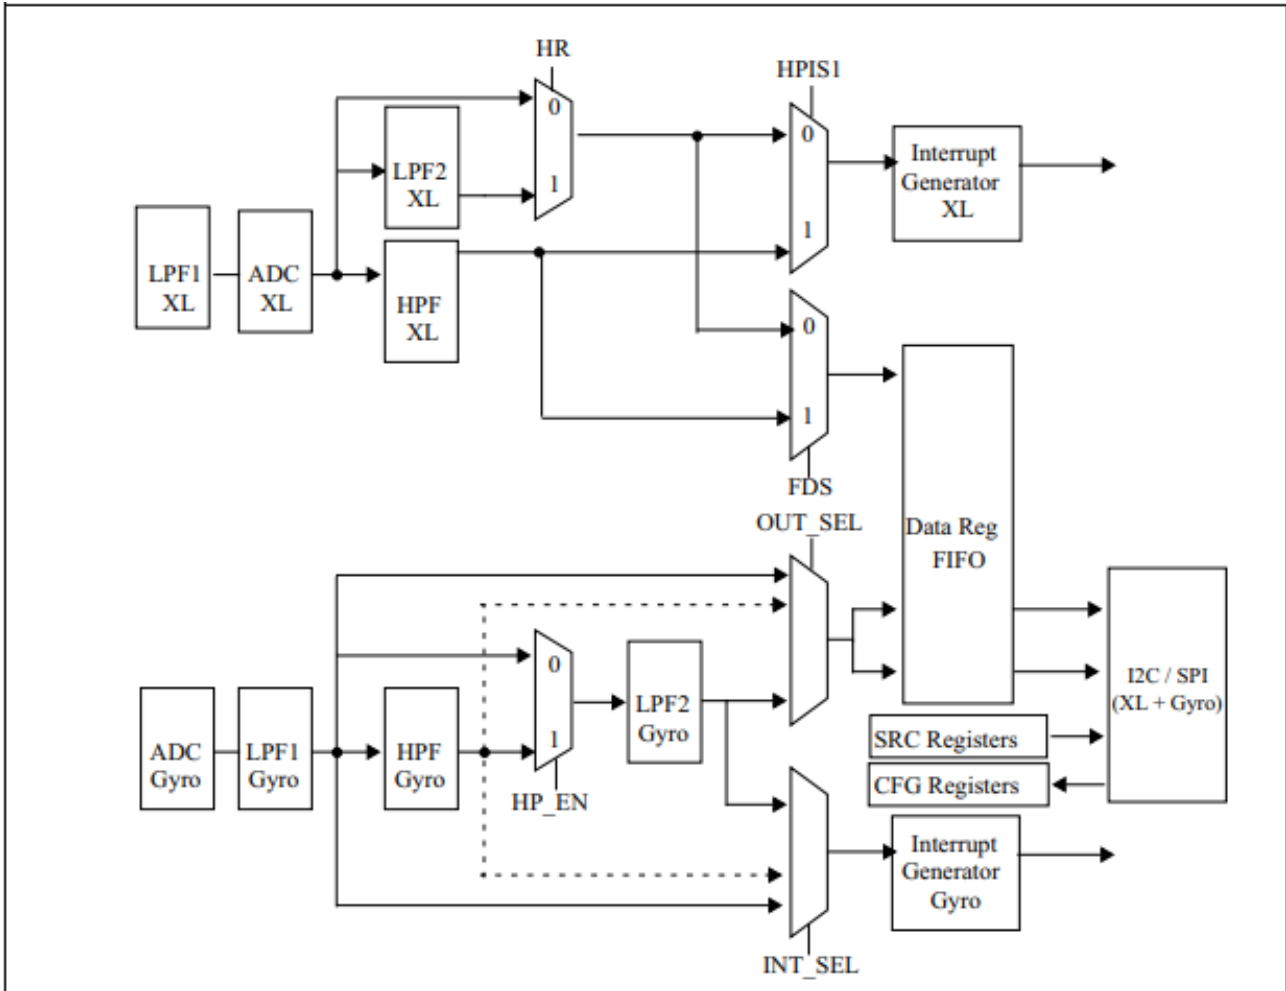 HR
HPIS1
0
1
LPF2
XL
0
1
Interrupt
Generator
XL
LPF1
XL
ADC
XL
HPF
XL
0
1
FDS
OUT_SEL
Data Reg
FIFO
0
1
HP_EN
LPF2
Gyro
ADC
Gyro
LPF1
Gyro
HPF
Gyro
I2C / SPI
(XL + Gyro)
SRC Registers
CFG Registers
Interrupt
Generator
Gyro
INT_SEL